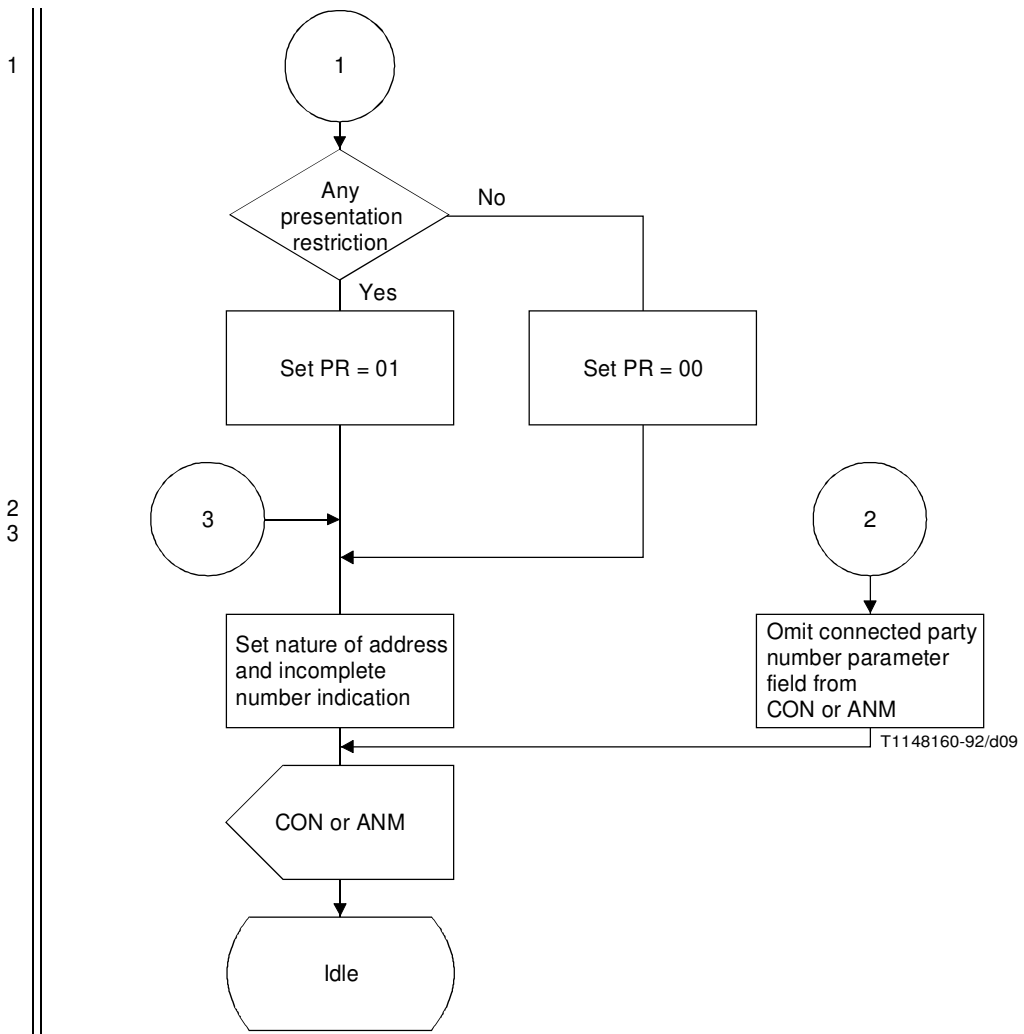 1
1
Any
presentation
restriction
No
Yes
Set PR = 01
Set PR = 00
2
3
3
2
Set nature of address
and incomplete
number indication
Omit connected party
number parameter
field from
CON or ANM
T1148160-92/d09
CON or ANM
Idle